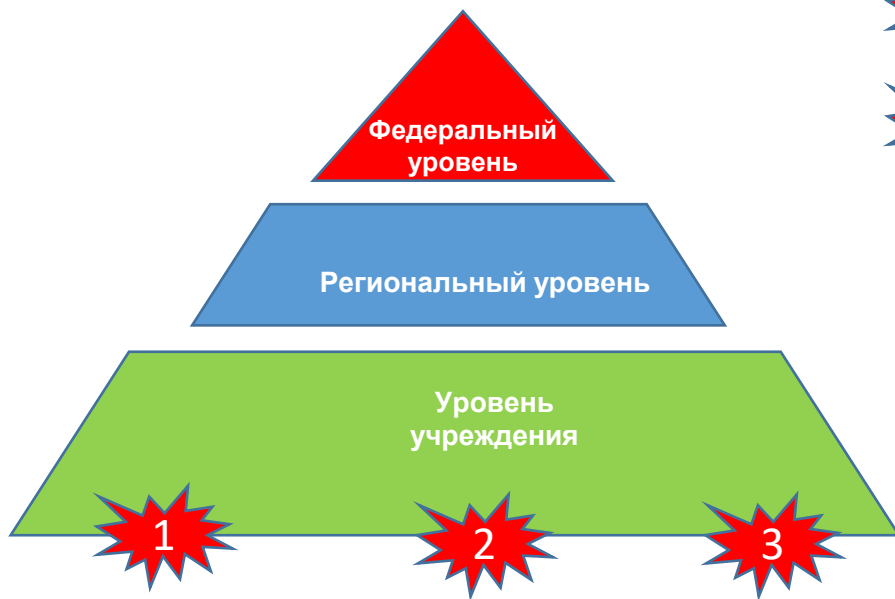 Федеральный
уровень
Региональный уровень
Уровень
учреждения
1
2
3